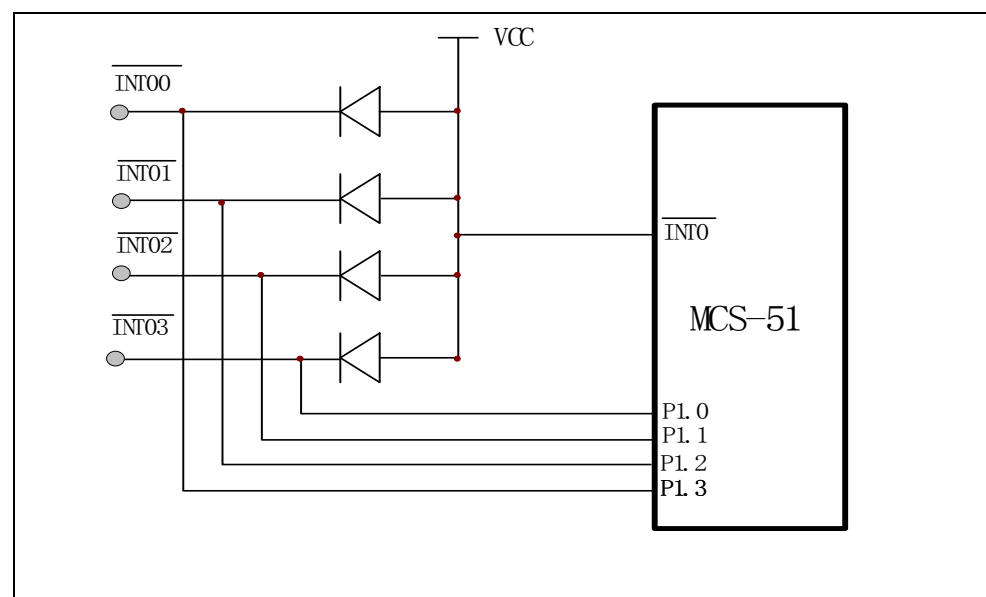 VCC
INT00
INT01
INT02
INT03
INT0
MCS-51
P1.0
P1.1
P1.2
P1.3